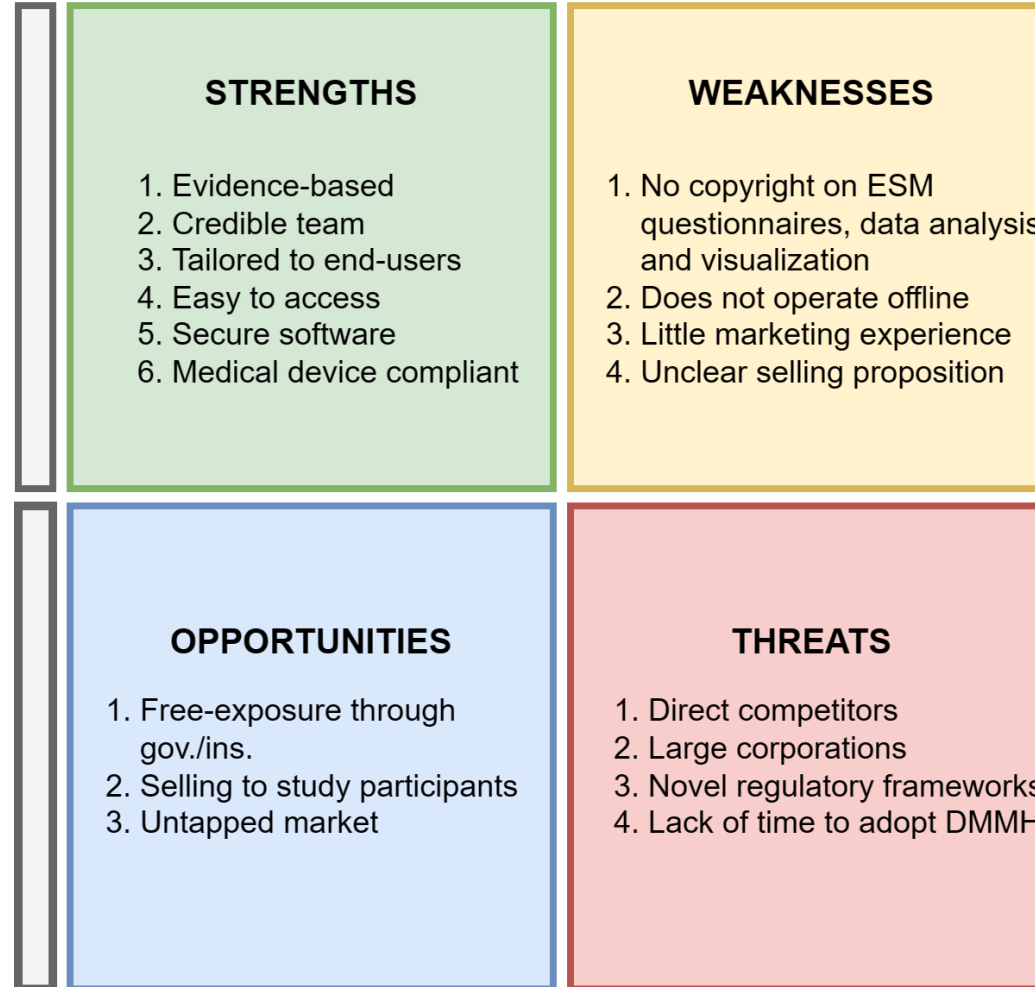 STRENGTHS
1. Evidence-based
2. Credible team
3. Tailored to end-users
4. Easy to access
5. Secure software
6. Medical device compliant
WEAKNESSES
1. No copyright on ESM
questionnaires, data analysis
and visualization
2. Does not operate offline
3. Little marketing experience
4. Unclear selling proposition
OPPORTUNITIES
1. Free-exposure through
gov./ins.
2. Selling to study participants
3. Untapped market
THREATS
1. Direct competitors
2. Large corporations
3. Novel regulatory frameworks
4. Lack of time to adopt DMMH